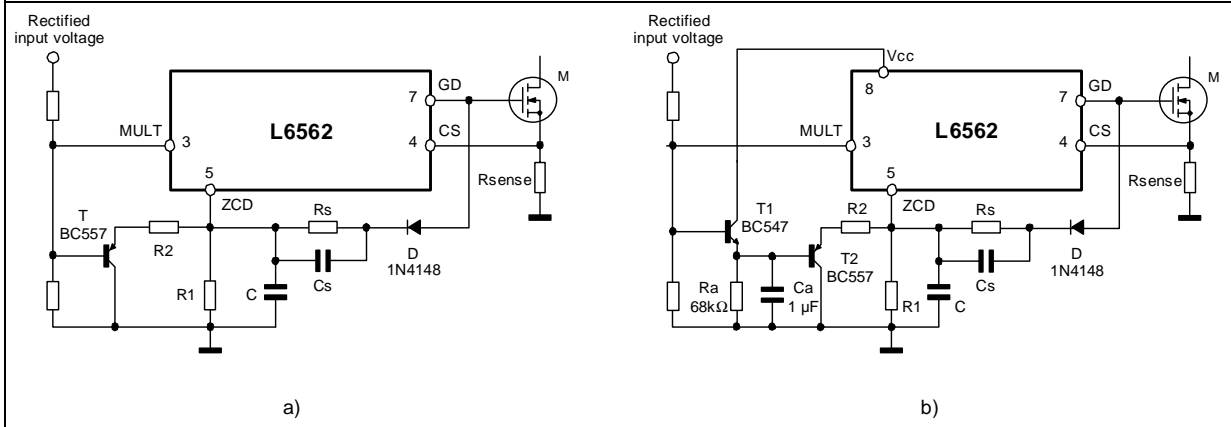 Rectified
input voltage
GD
M
7
L6562
MULT
CS
3
4
5
Rsense
ZCD
T
BC557
R2
Rs
D
1N4148
R1
C
Cs
a)
Rectified
input voltage
Vcc
8
GD
M
7
L6562
MULT
CS
3
4
5
Rsense
ZCD
T1
BC547
R2
Rs
D
1N4148
T2
BC557
Ra
68kΩ
Ca
1 µF
R1
C
Cs
b)